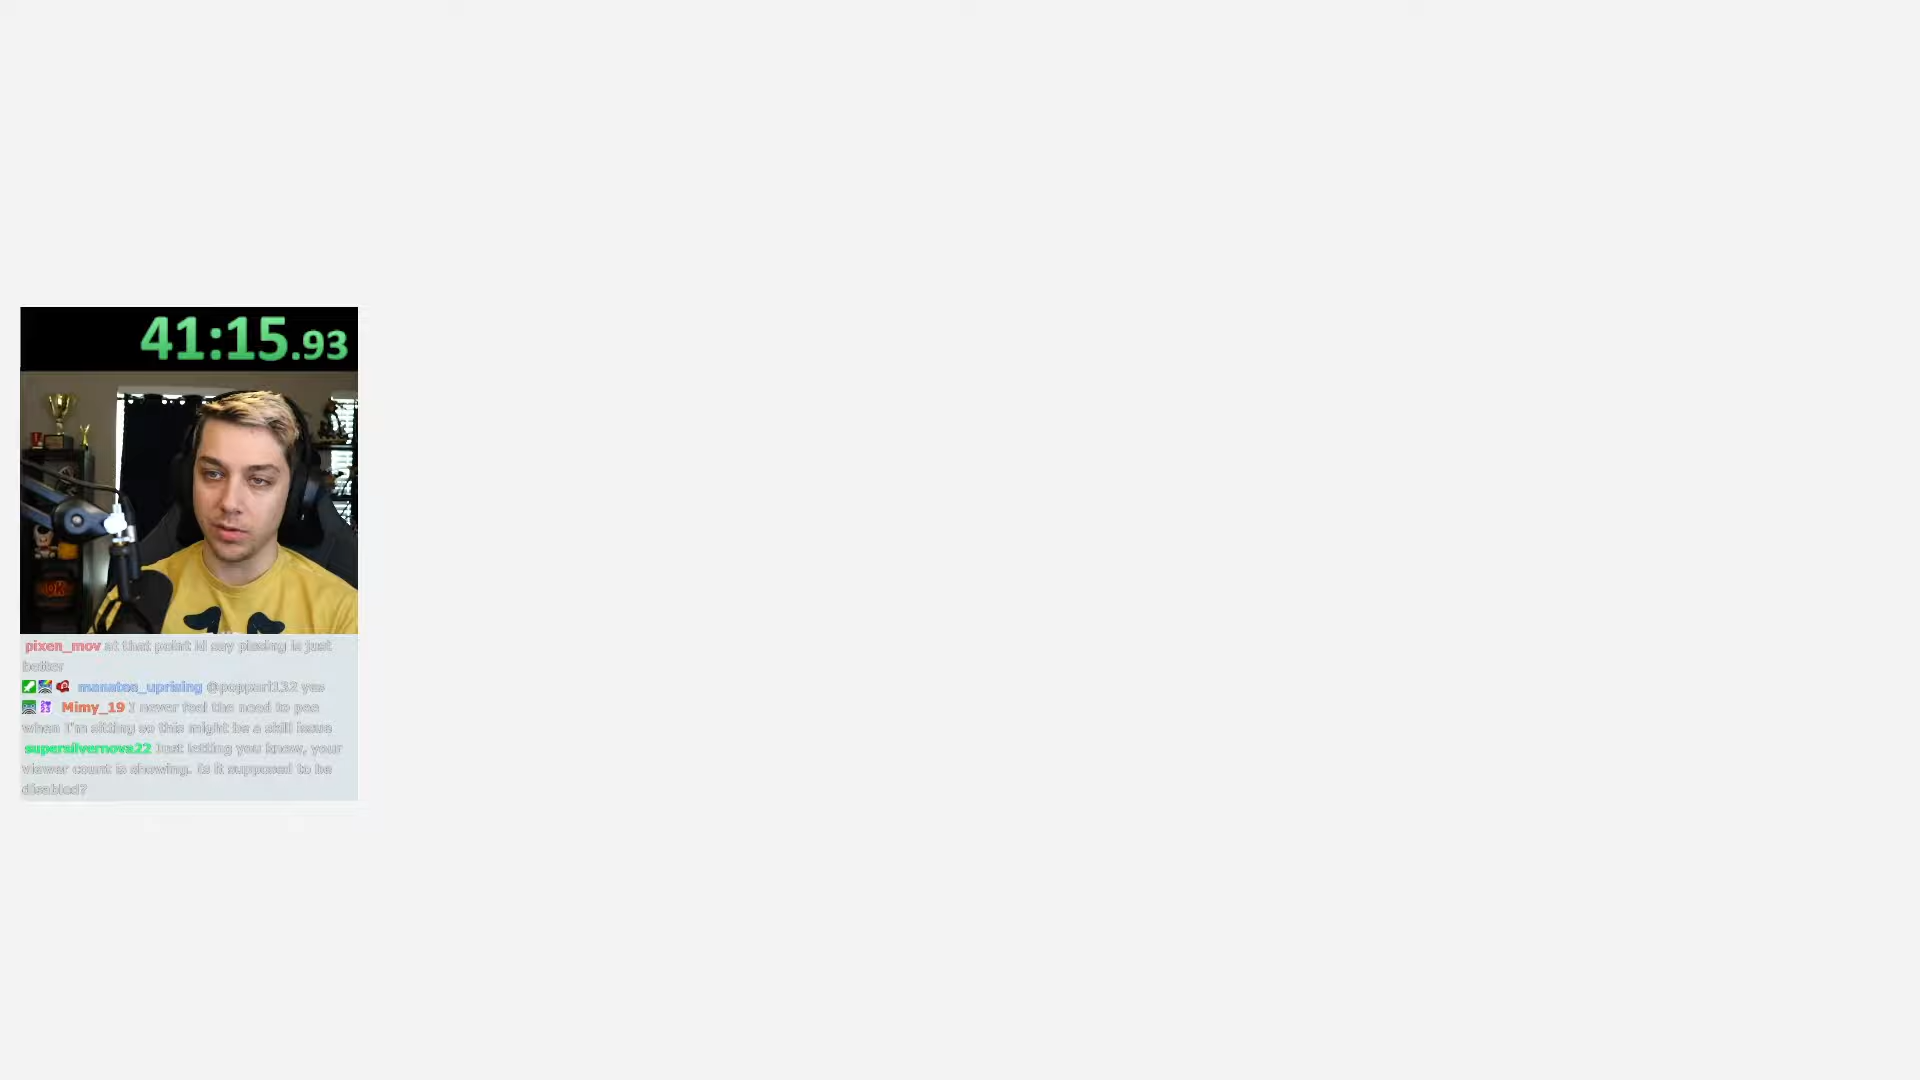 41:15.93
pixen_mov at that point id say pissing is just
better
manatee_uprising @poppari132 yes
Mimy_19 I never feel the need to pee
when I'm sitting so this might be a skill issue
supersilvernova22 Just letting you know, your
viewer count is showing. Is it supposed to be
disabled?